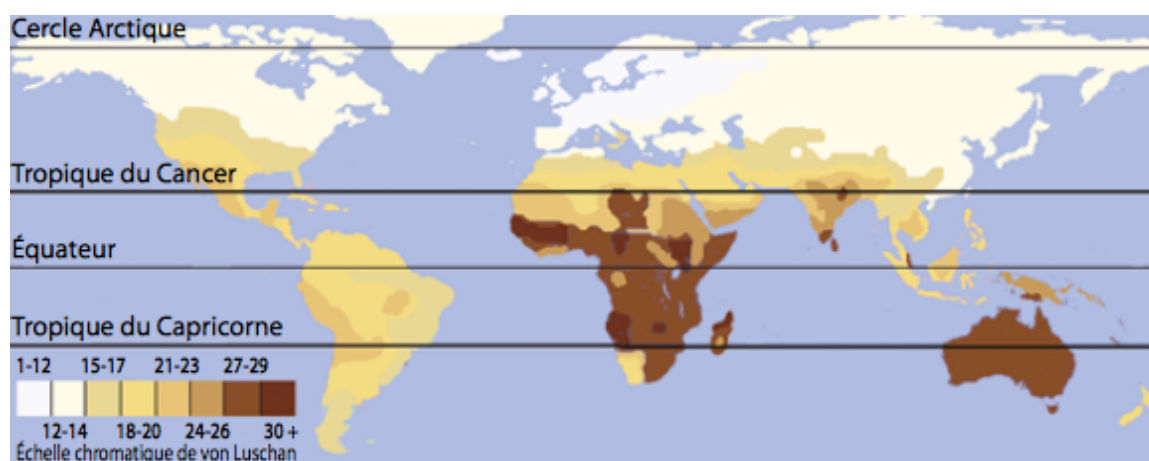 Cercle Arctique
Tropique du Cancer
Équateur
Tropique du Capricorne
1-12 15-17 21-23 27-29
12-14 18-20 24-26 30 +
Échelle chromatique de von Luschan